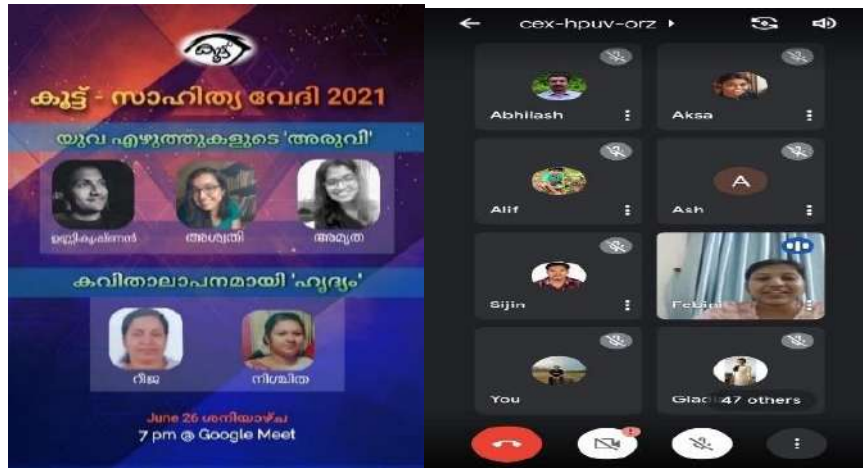 കൂട്ട്
കൂട്ട് - സാഹിത്യ വേദി 2021
യുവ എഴുത്തുകളുടെ 'അരുവി'
ഉണ്ണികൃഷ്ണൻ അശ്വതി അമൃത
കവിതാലാപനമായി 'ഹൃദ്യം'
റീജ നിശ്ചിത
June 26 ശനിയാഴ്ച
7 pm @ Google Meet
cex-hpuv-orz
Abhilash Aksa
Alif Ash
A
Sijin Febin
You 47 others